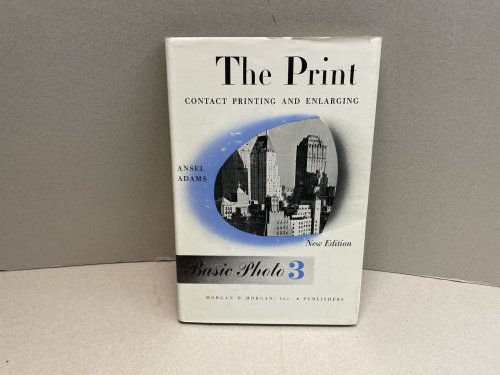 The Print
CONTACT PRINTING AND ENLARGING
ANSEL
ADAMS
New Edition
Basic Photo 3
MORGAN & MORGAN, Inc. • PUBLISHERS